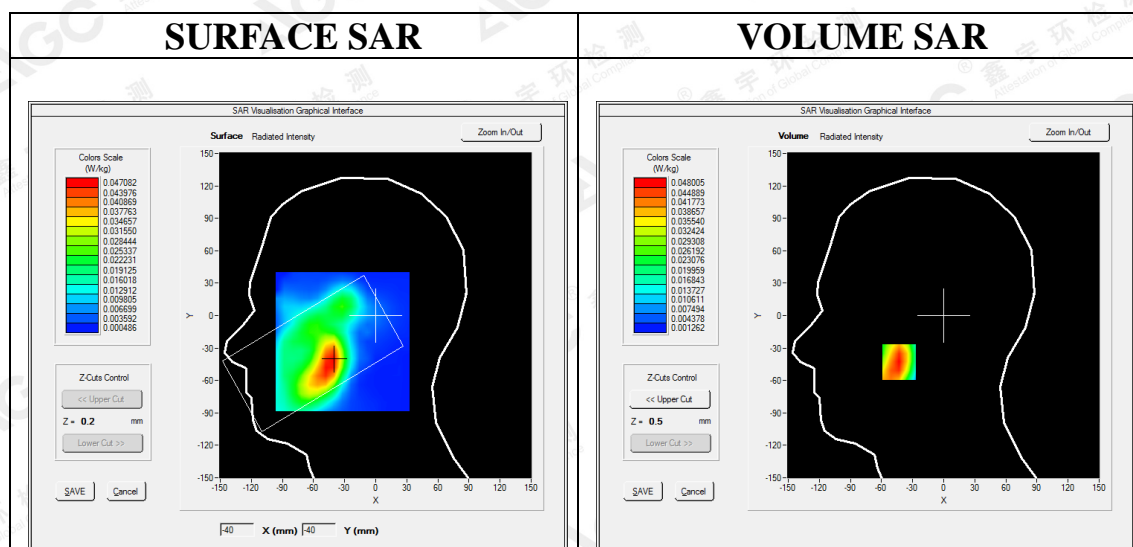 SURFACE SAR
VOLUME SAR
SAR Visualisation Graphical Interface
Surface Radiated Intensity
Zoom In/Out
Colors Scale
(W/kg)
0.047082
0.043976
0.040869
0.037763
0.034657
0.031550
0.028444
0.025337
0.022231
0.019125
0.016018
0.012912
0.009805
0.006699
0.003592
0.000486
Z-Cuts Control
<< Upper Cut
Z = 0.2 mm
Lower Cut >>
SAVE Cancel
150
120
90
60
30
0
-30
-60
-90
-120
-150
Y
-150 -120 -90 -60 -30 0 30 60 90 120 150
X
-40 X (mm) -40 Y (mm)
SAR Visualisation Graphical Interface
Volume Radiated Intensity
Zoom In/Out
Colors Scale
(W/kg)
0.048005
0.044889
0.041773
0.038657
0.035540
0.032424
0.029308
0.026192
0.023076
0.019959
0.016843
0.013727
0.010611
0.007494
0.004378
0.001262
Z-Cuts Control
<< Upper Cut
Z = 0.5 mm
Lower Cut >>
SAVE Cancel
150
120
90
60
30
0
-30
-60
-90
-120
-150
Y
-150 -120 -90 -60 -30 0 30 60 90 120 150
X